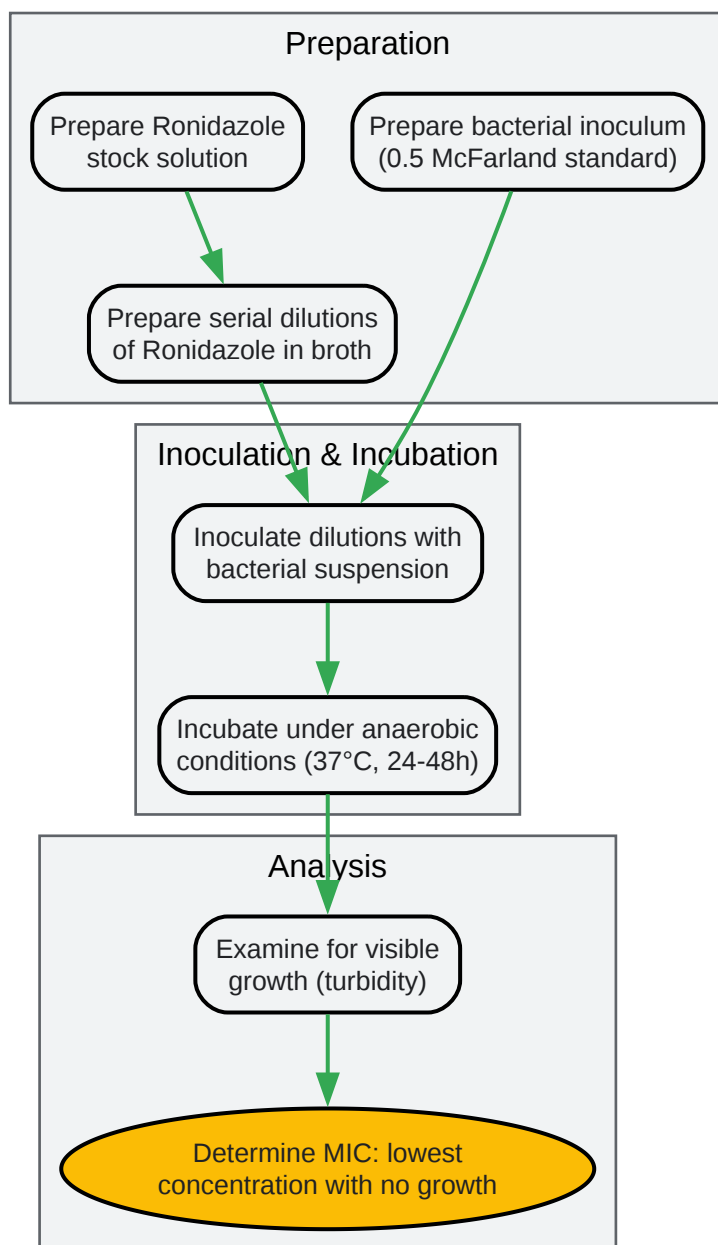 Preparation
Prepare Ronidazole
stock solution
Prepare bacterial inoculum
(0.5 McFarland standard)
Prepare serial dilutions
of Ronidazole in broth
Inoculation & Incubation
Inoculate dilutions with
bacterial suspension
Incubate under anaerobic
conditions (37°C, 24-48h)
Analysis
Examine for visible
growth (turbidity)
Determine MIC: lowest
concentration with no growth